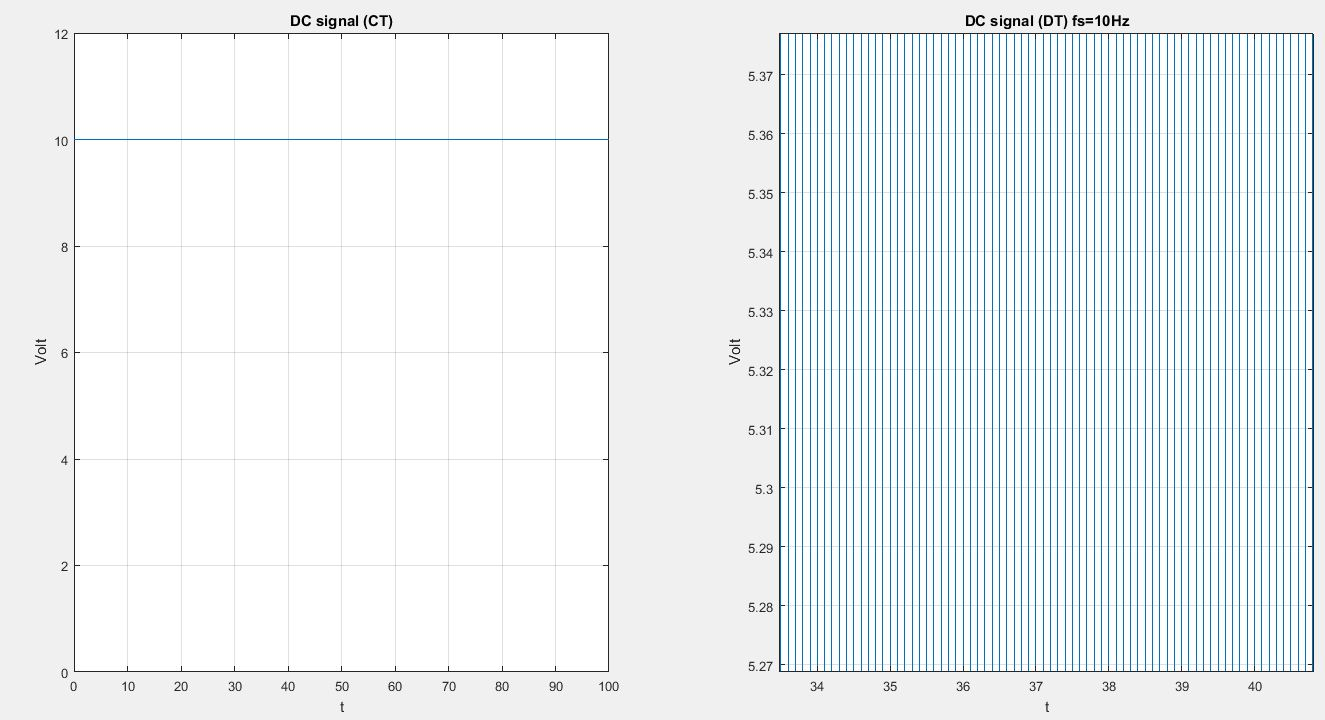 DC signal (CT)
12
10
8
6
4
2
0
Volt
0 10 20 30 40 50 60 70 80 90 100
t
DC signal (DT) fs=10Hz
5.37
5.36
5.35
5.34
5.33
5.32
5.31
5.3
5.29
5.28
5.27
Volt
34 35 36 37 38 39 40
t